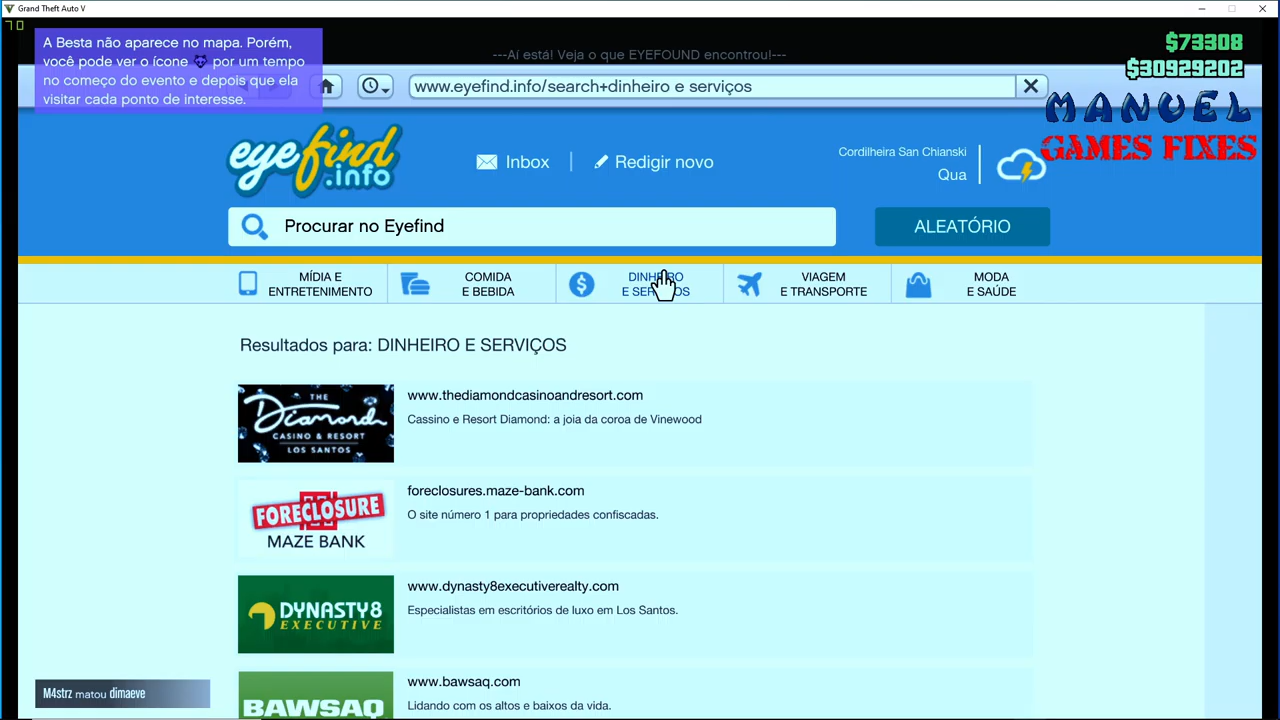 Grand Theft Auto V
70
A Besta não aparece no mapa. Porém,
você pode ver o ícone por um tempo
no começo do evento e depois que ela
visitar cada ponto de interesse.
---Aí está! Veja o que EYEFOUND encontrou!---
$73308
$30929202
www.eyefind.info/search+dinheiro e serviços
MANUEL
GAMES FIXES
eyefind
.info
Inbox
Redigir novo
Cordilheira San Chianski
Qua
Procurar no Eyefind
ALEATÓRIO
MÍDIA E
ENTRETENIMENTO
COMIDA
E BEBIDA
DINHEIRO
E SERVIÇOS
VIAGEM
E TRANSPORTE
MODA
E SAÚDE
Resultados para: DINHEIRO E SERVIÇOS
THE
Diamond
CASINO & RESORT
LOS SANTOS
www.thediamondcasinoandresort.com
Cassino e Resort Diamond: a joia da coroa de Vinewood
FORECLOSURE
MAZE BANK
foreclosures.maze-bank.com
O site número 1 para propriedades confiscadas.
DYNASTY8
EXECUTIVE
www.dynasty8executiverealty.com
Especialistas em escritórios de luxo em Los Santos.
BAWSAQ
www.bawsaq.com
Lidando com os altos e baixos da vida.
M4strz matou dimaeve